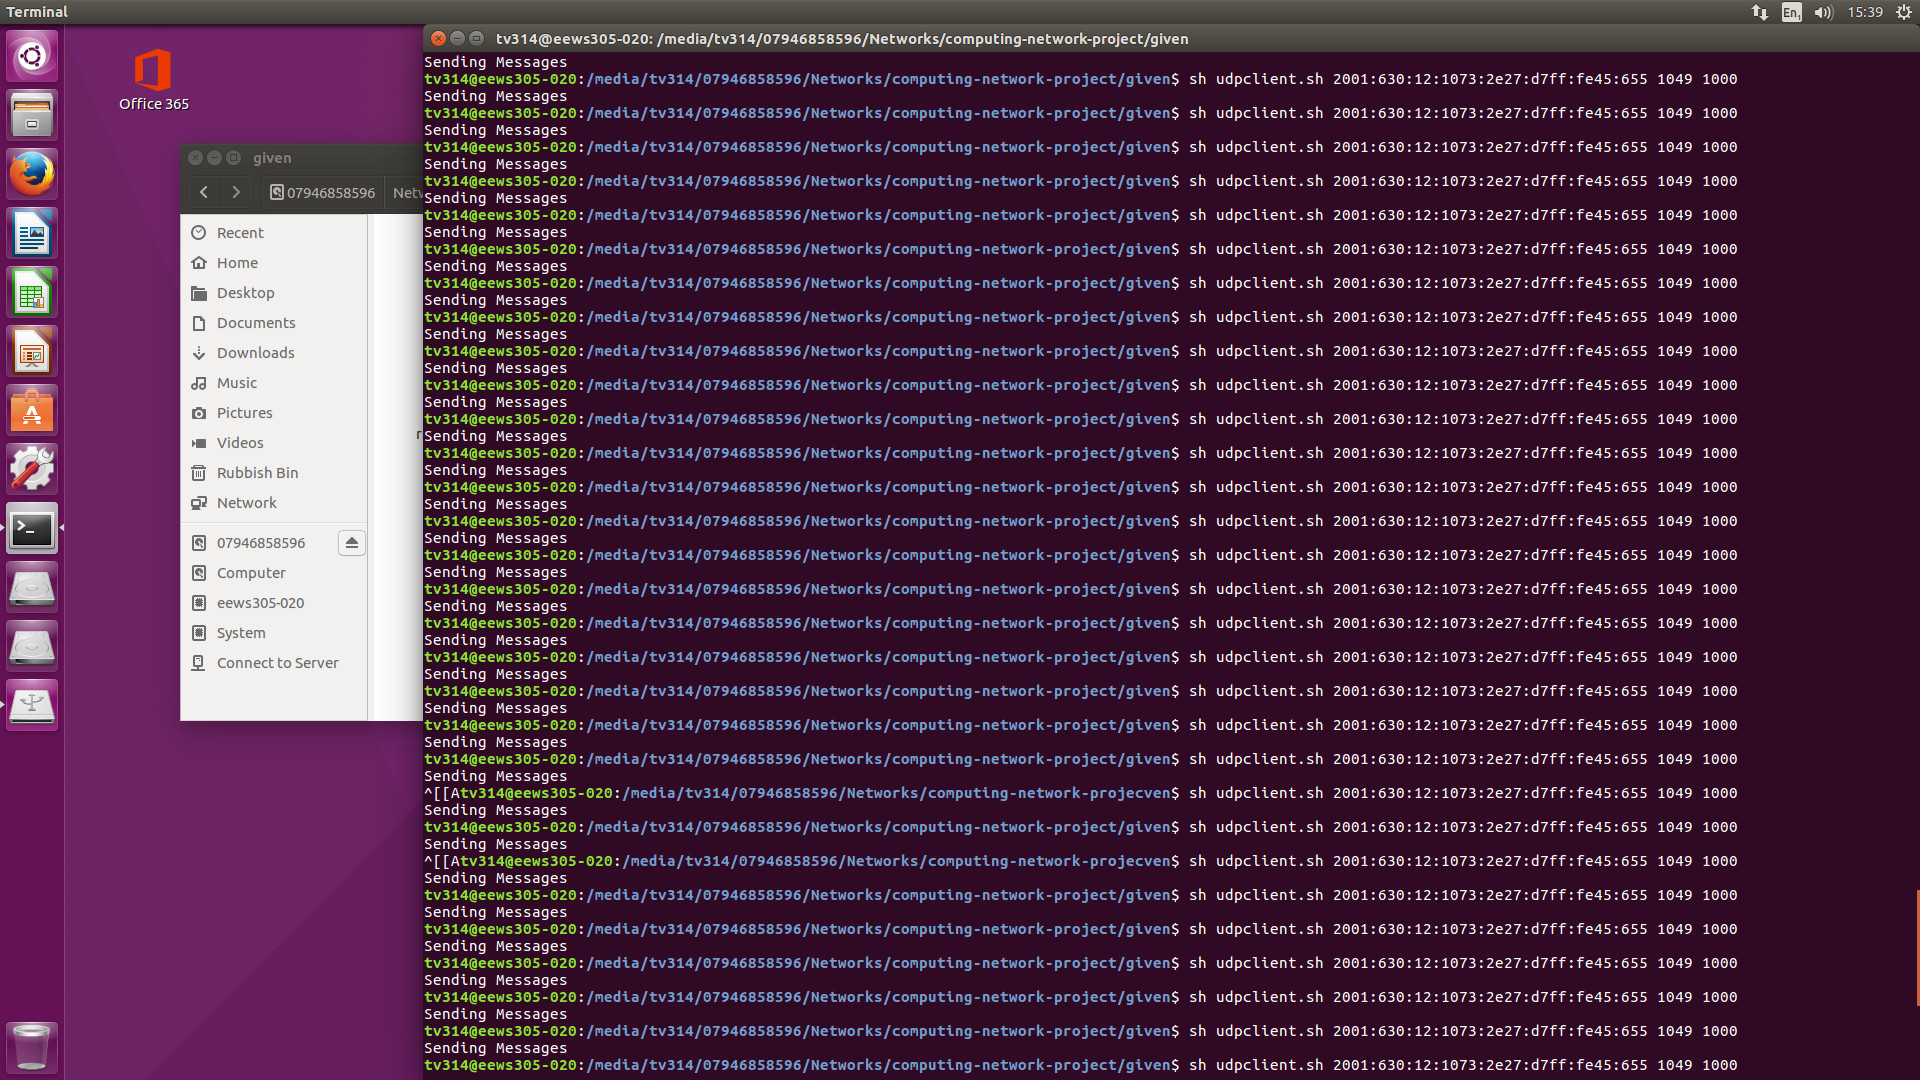 Terminal
En1
15:39
Office 365
given
07946858596
Recent
Home
Desktop
Documents
Downloads
Music
Pictures
Videos
Rubbish Bin
Network
07946858596
Computer
eews305-020
System
Connect to Server
tv314@eews305-020: /media/tv314/07946858596/Networks/computing-network-project/given
Sending Messages
tv314@eews305-020:/media/tv314/07946858596/Networks/computing-network-project/given$ sh udpclient.sh 2001:630:12:1073:2e27:d7ff:fe45:655 1049 1000
Sending Messages
tv314@eews305-020:/media/tv314/07946858596/Networks/computing-network-project/given$ sh udpclient.sh 2001:630:12:1073:2e27:d7ff:fe45:655 1049 1000
Sending Messages
tv314@eews305-020:/media/tv314/07946858596/Networks/computing-network-project/given$ sh udpclient.sh 2001:630:12:1073:2e27:d7ff:fe45:655 1049 1000
Sending Messages
tv314@eews305-020:/media/tv314/07946858596/Networks/computing-network-project/given$ sh udpclient.sh 2001:630:12:1073:2e27:d7ff:fe45:655 1049 1000
Sending Messages
tv314@eews305-020:/media/tv314/07946858596/Networks/computing-network-project/given$ sh udpclient.sh 2001:630:12:1073:2e27:d7ff:fe45:655 1049 1000
Sending Messages
tv314@eews305-020:/media/tv314/07946858596/Networks/computing-network-project/given$ sh udpclient.sh 2001:630:12:1073:2e27:d7ff:fe45:655 1049 1000
Sending Messages
tv314@eews305-020:/media/tv314/07946858596/Networks/computing-network-project/given$ sh udpclient.sh 2001:630:12:1073:2e27:d7ff:fe45:655 1049 1000
Sending Messages
tv314@eews305-020:/media/tv314/07946858596/Networks/computing-network-project/given$ sh udpclient.sh 2001:630:12:1073:2e27:d7ff:fe45:655 1049 1000
Sending Messages
tv314@eews305-020:/media/tv314/07946858596/Networks/computing-network-project/given$ sh udpclient.sh 2001:630:12:1073:2e27:d7ff:fe45:655 1049 1000
Sending Messages
tv314@eews305-020:/media/tv314/07946858596/Networks/computing-network-project/given$ sh udpclient.sh 2001:630:12:1073:2e27:d7ff:fe45:655 1049 1000
Sending Messages
tv314@eews305-020:/media/tv314/07946858596/Networks/computing-network-project/given$ sh udpclient.sh 2001:630:12:1073:2e27:d7ff:fe45:655 1049 1000
Sending Messages
tv314@eews305-020:/media/tv314/07946858596/Networks/computing-network-project/given$ sh udpclient.sh 2001:630:12:1073:2e27:d7ff:fe45:655 1049 1000
Sending Messages
tv314@eews305-020:/media/tv314/07946858596/Networks/computing-network-project/given$ sh udpclient.sh 2001:630:12:1073:2e27:d7ff:fe45:655 1049 1000
Sending Messages
tv314@eews305-020:/media/tv314/07946858596/Networks/computing-network-project/given$ sh udpclient.sh 2001:630:12:1073:2e27:d7ff:fe45:655 1049 1000
Sending Messages
tv314@eews305-020:/media/tv314/07946858596/Networks/computing-network-project/given$ sh udpclient.sh 2001:630:12:1073:2e27:d7ff:fe45:655 1049 1000
Sending Messages
tv314@eews305-020:/media/tv314/07946858596/Networks/computing-network-project/given$ sh udpclient.sh 2001:630:12:1073:2e27:d7ff:fe45:655 1049 1000
Sending Messages
tv314@eews305-020:/media/tv314/07946858596/Networks/computing-network-project/given$ sh udpclient.sh 2001:630:12:1073:2e27:d7ff:fe45:655 1049 1000
Sending Messages
tv314@eews305-020:/media/tv314/07946858596/Networks/computing-network-project/given$ sh udpclient.sh 2001:630:12:1073:2e27:d7ff:fe45:655 1049 1000
Sending Messages
tv314@eews305-020:/media/tv314/07946858596/Networks/computing-network-project/given$ sh udpclient.sh 2001:630:12:1073:2e27:d7ff:fe45:655 1049 1000
Sending Messages
tv314@eews305-020:/media/tv314/07946858596/Networks/computing-network-project/given$ sh udpclient.sh 2001:630:12:1073:2e27:d7ff:fe45:655 1049 1000
Sending Messages
tv314@eews305-020:/media/tv314/07946858596/Networks/computing-network-project/given$ sh udpclient.sh 2001:630:12:1073:2e27:d7ff:fe45:655 1049 1000
Sending Messages
^[[Atv314@eews305-020:/media/tv314/07946858596/Networks/computing-network-projecven$ sh udpclient.sh 2001:630:12:1073:2e27:d7ff:fe45:655 1049 1000
Sending Messages
tv314@eews305-020:/media/tv314/07946858596/Networks/computing-network-project/given$ sh udpclient.sh 2001:630:12:1073:2e27:d7ff:fe45:655 1049 1000
Sending Messages
^[[Atv314@eews305-020:/media/tv314/07946858596/Networks/computing-network-projecven$ sh udpclient.sh 2001:630:12:1073:2e27:d7ff:fe45:655 1049 1000
Sending Messages
tv314@eews305-020:/media/tv314/07946858596/Networks/computing-network-project/given$ sh udpclient.sh 2001:630:12:1073:2e27:d7ff:fe45:655 1049 1000
Sending Messages
tv314@eews305-020:/media/tv314/07946858596/Networks/computing-network-project/given$ sh udpclient.sh 2001:630:12:1073:2e27:d7ff:fe45:655 1049 1000
Sending Messages
tv314@eews305-020:/media/tv314/07946858596/Networks/computing-network-project/given$ sh udpclient.sh 2001:630:12:1073:2e27:d7ff:fe45:655 1049 1000
Sending Messages
tv314@eews305-020:/media/tv314/07946858596/Networks/computing-network-project/given$ sh udpclient.sh 2001:630:12:1073:2e27:d7ff:fe45:655 1049 1000
Sending Messages
tv314@eews305-020:/media/tv314/07946858596/Networks/computing-network-project/given$ sh udpclient.sh 2001:630:12:1073:2e27:d7ff:fe45:655 1049 1000
Sending Messages
tv314@eews305-020:/media/tv314/07946858596/Networks/computing-network-project/given$ sh udpclient.sh 2001:630:12:1073:2e27:d7ff:fe45:655 1049 1000